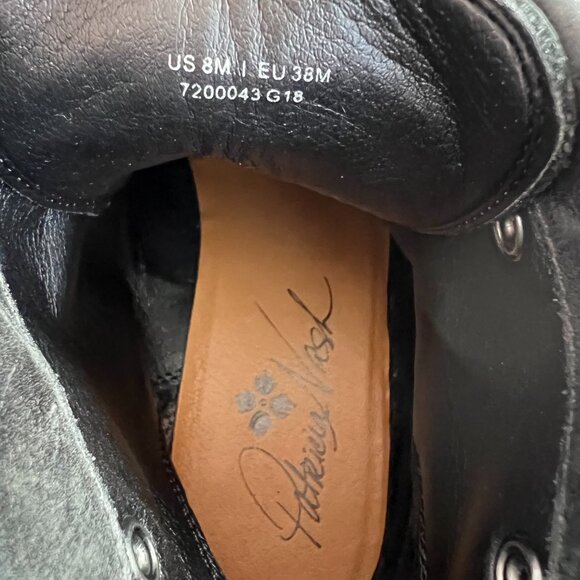 US 8M | EU 38M
7200043 G18
Patricia Nash